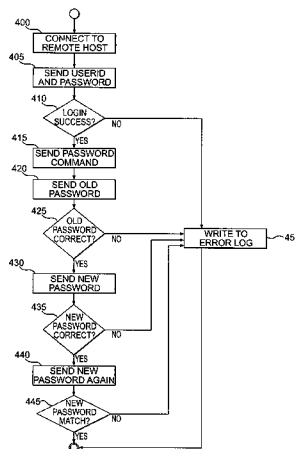 400
CONNECT TO
REMOTE HOST
405
SEND USERID
AND PASSWORD
410
LOGIN
SUCCESS?
NO
YES
415
SEND PASSWORD
COMMAND
420
SEND OLD
PASSWORD
425
OLD
PASSWORD
CORRECT?
NO
YES
WRITE TO
ERROR LOG
45
430
SEND NEW
PASSWORD
435
NEW
PASSWORD
CORRECT?
NO
YES
440
SEND NEW
PASSWORD AGAIN
445
NEW
PASSWORD
MATCH?
NO
YES